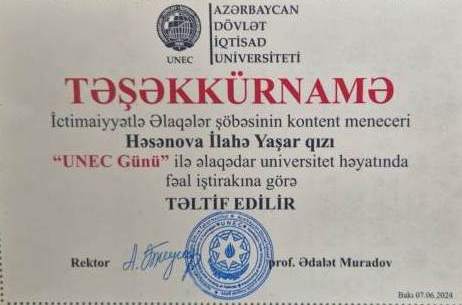 AZƏRBAYCAN
DÖVLƏT
İQTİSAD
UNİVERSİTETİ
UNEC
TƏŞƏKKÜRNAMƏ
İctimaiyyətlə Əlaqələr şöbəsinin kontent meneceri
Həsənova İlahə Yaşar qızı
“UNEC Günü” ilə əlaqədar universitet həyatında
fəal iştirakına görə
TƏLTİF EDİLİR
Rektor
prof. Ədalət Muradov
Bakı 07.06.2024